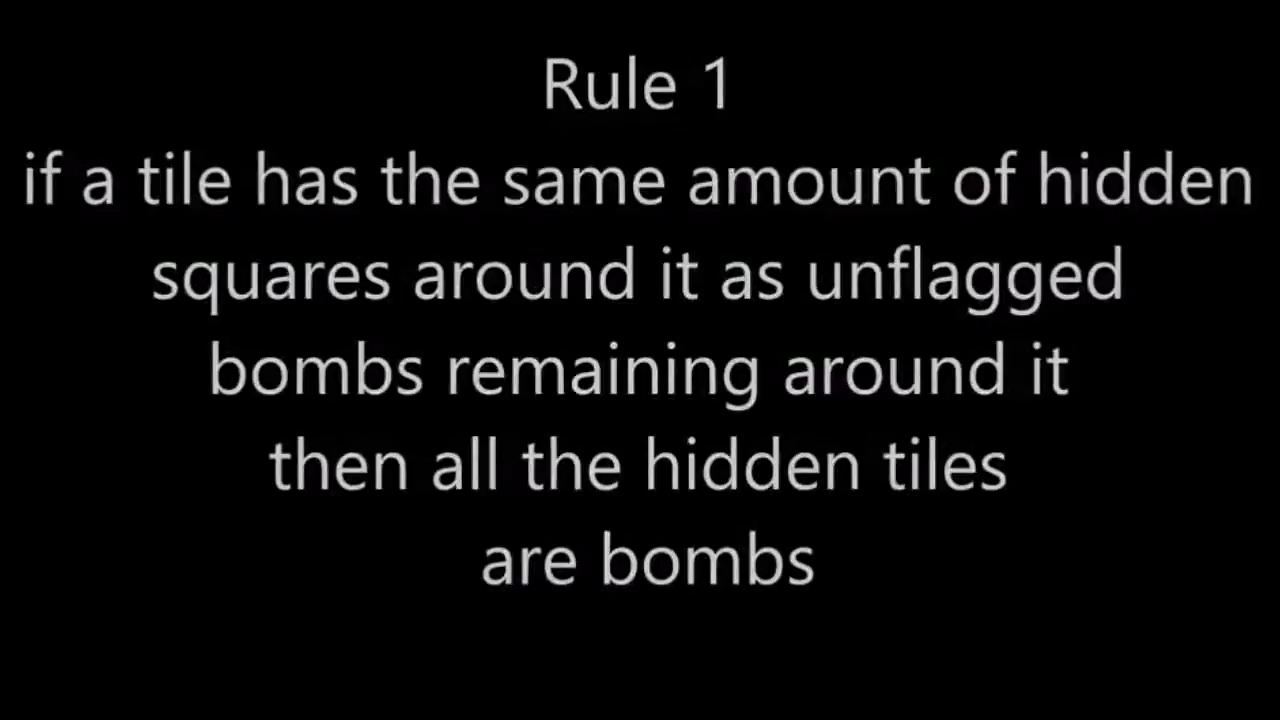 Rule 1
if a tile has the same amount of hidden
squares around it as unflagged
bombs remaining around it
then all the hidden tiles
are bombs